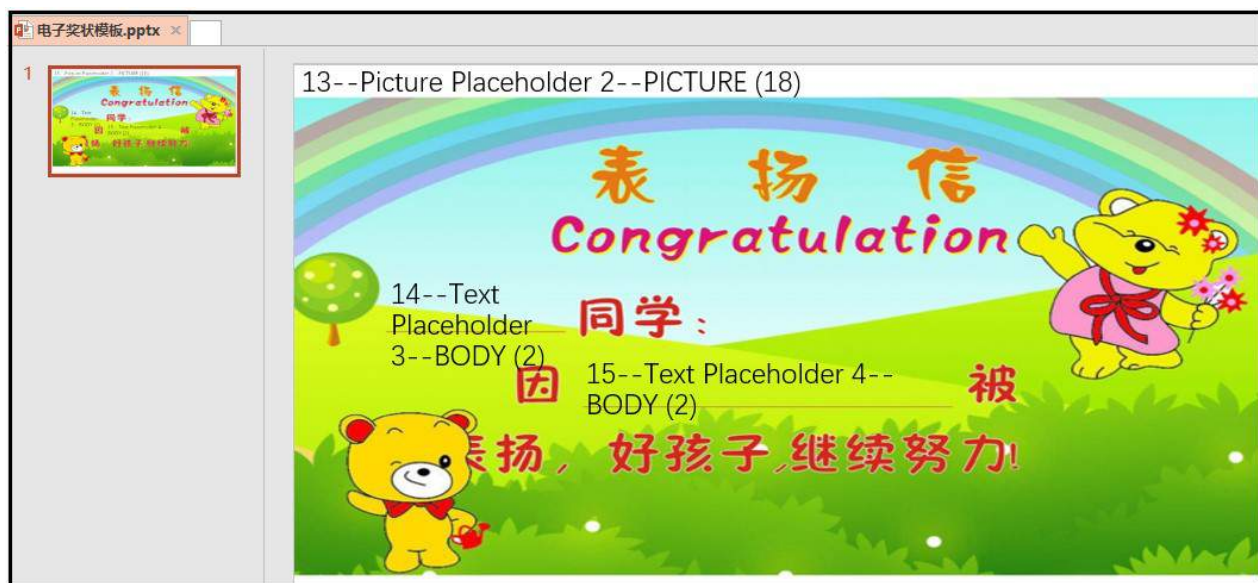 电子奖状模板.pptx
1
13--Picture Placeholder 2--PICTURE (18)
表 扬 信
Congratulation
14--Text
Placeholder
3--BODY (2)
同学：
因
15--Text Placeholder 4--
BODY (2)
被
表扬，好孩子,继续努力!